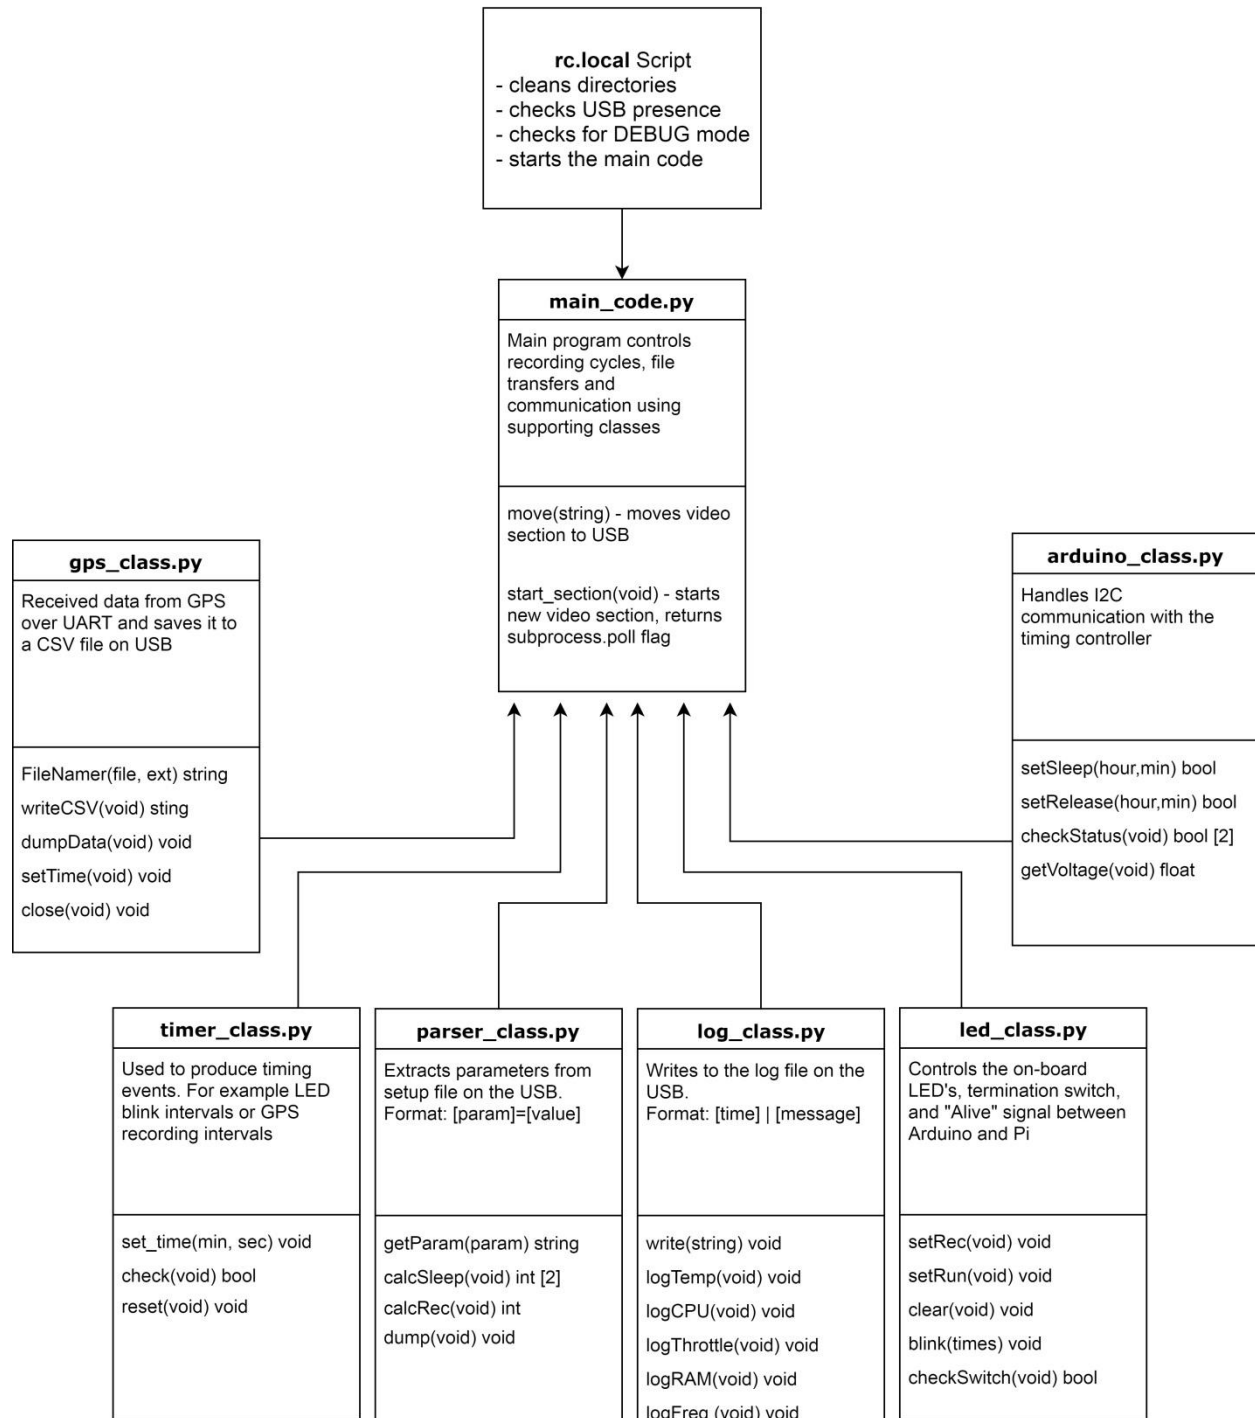 rc.local Script
- cleans directories
- checks USB presence
- checks for DEBUG mode
- starts the main code
main_code.py
Main program controls
recording cycles, file
transfers and
communication using
supporting classes
move(string) - moves video
section to USB
start_section(void) - starts
new video section, returns
subprocess.poll flag
gps_class.py
Received data from GPS
over UART and saves it to
a CSV file on USB
FileNamer(file, ext) string
writeCSV(void) sting
dumpData(void) void
setTime(void) void
close(void) void
arduino_class.py
Handles I2C
communication with the
timing controller
setSleep(hour,min) bool
setRelease(hour,min) bool
checkStatus(void) bool [2]
getVoltage(void) float
timer_class.py
Used to produce timing
events. For example LED
blink intervals or GPS
recording intervals
set_time(min, sec) void
check(void) bool
reset(void) void
parser_class.py
Extracts parameters from
setup file on the USB.
Format: [param]=[value]
getParam(param) string
calcSleep(void) int [2]
calcRec(void) int
dump(void) void
log_class.py
Writes to the log file on the
USB.
Format: [time] | [message]
write(string) void
logTemp(void) void
logCPU(void) void
logThrottle(void) void
logRAM(void) void
logFreq (void) void
led_class.py
Controls the on-board
LED's, termination switch,
and "Alive" signal between
Arduino and Pi
setRec(void) void
setRun(void) void
clear(void) void
blink(times) void
checkSwitch(void) bool